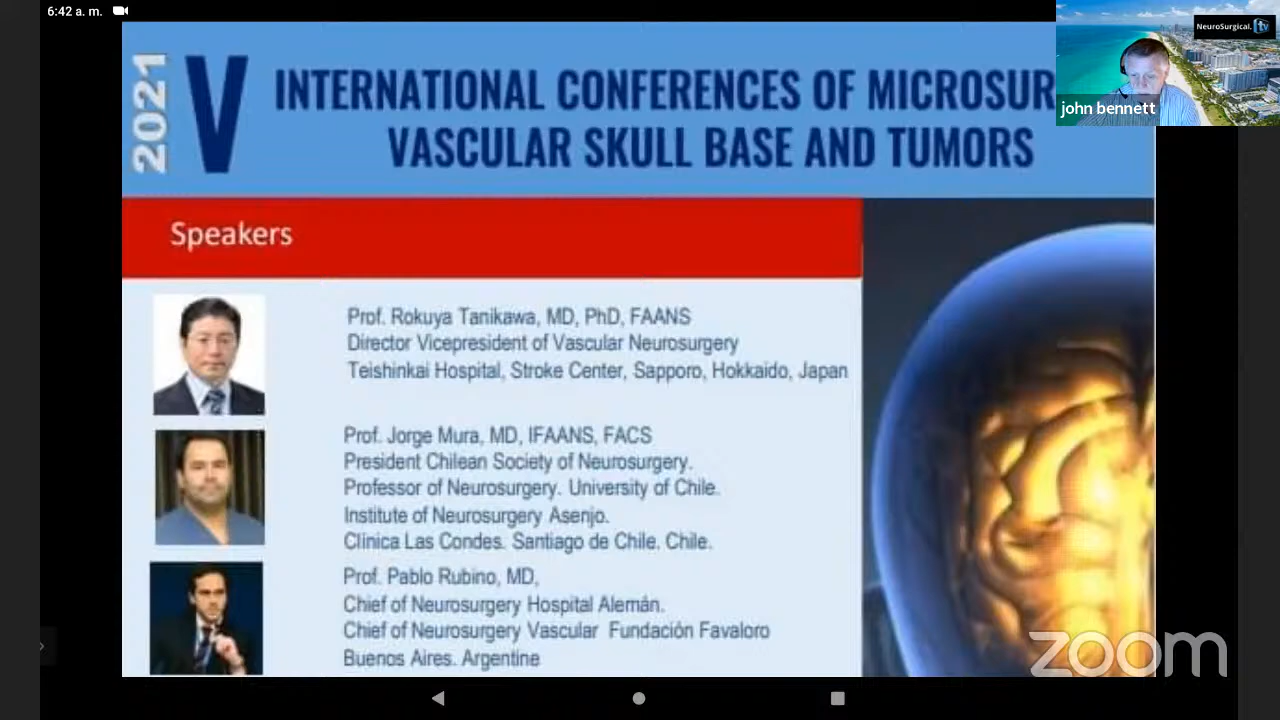 6:42 a. m.
2021
V
INTERNATIONAL CONFERENCES OF MICROSUR
VASCULAR SKULL BASE AND TUMORS
NeuroSurgical.tv
john bennett
Speakers
Prof. Rokuya Tanikawa, MD, PhD, FAANS
Director Vicepresident of Vascular Neurosurgery
Teishinkai Hospital, Stroke Center, Sapporo, Hokkaido, Japan
Prof. Jorge Mura, MD, IFAANS, FACS
President Chilean Society of Neurosurgery.
Professor of Neurosurgery. University of Chile.
Institute of Neurosurgery Asenjo.
Clínica Las Condes. Santiago de Chile. Chile.
Prof. Pablo Rubino, MD,
Chief of Neurosurgery Hospital Alemán.
Chief of Neurosurgery Vascular Fundación Favaloro
Buenos Aires. Argentine
zoom